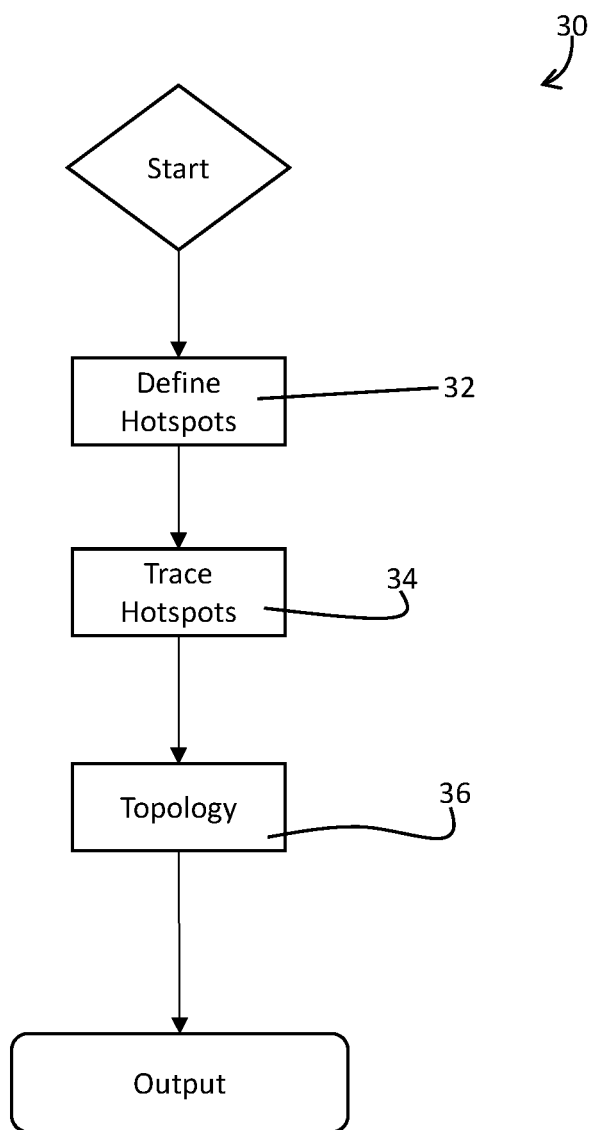 30
Start
Define
Hotspots
32
Trace
Hotspots
34
Topology
36
Output